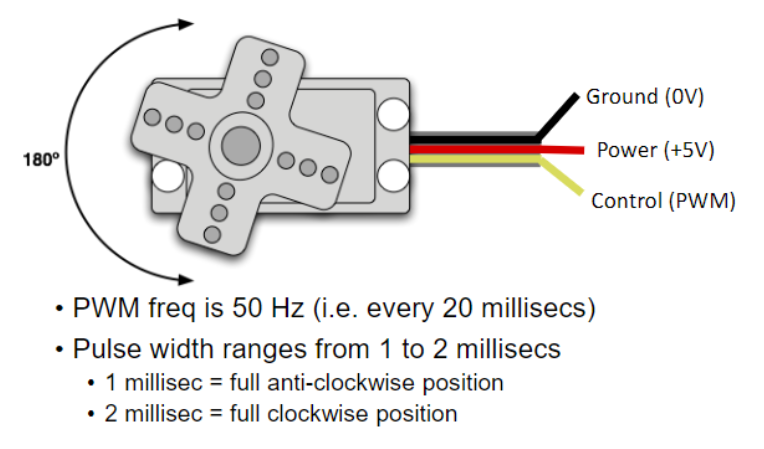 Ground (0V)
180º
Power (+5V)
Control (PWM)
• PWM freq is 50 Hz (i.e. every 20 millisecs)
• Pulse width ranges from 1 to 2 millisecs
• 1 millisec = full anti-clockwise position
• 2 millisec = full clockwise position